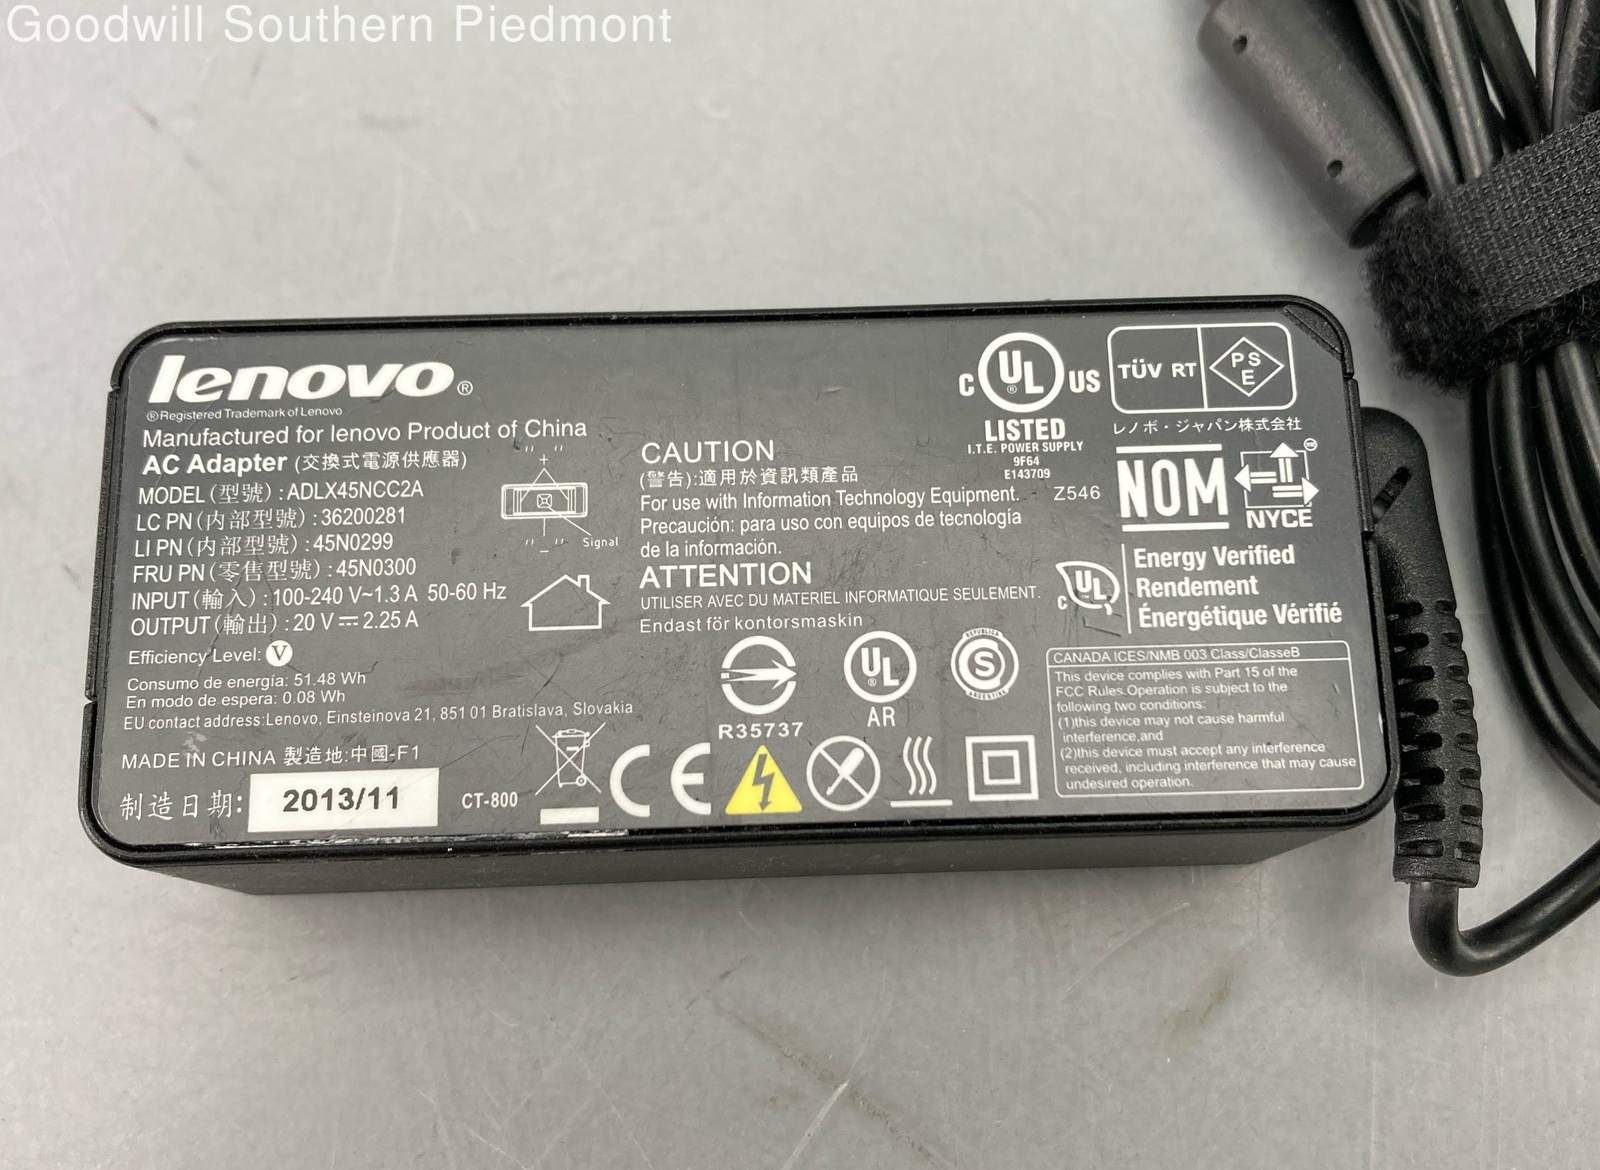 Goodwill Southern Piedmont
lenovo®
®Registered Trademark of Lenovo
Manufactured for lenovo Product of China
AC Adapter (交換式電源供應器)
MODEL(型號):ADLX45NCC2A
LC PN(内部型號):36200281
LI PN(内部型號):45N0299
FRU PN(零售型號):45N0300
INPUT(輸入):100-240 V~1.3 A 50-60 Hz
OUTPUT(輸出):20 V⎓2.25 A
Efficiency Level: V
Consumo de energía: 51.48 Wh
En modo de espera: 0.08 Wh
EU contact address:Lenovo, Einsteinova 21, 851 01 Bratislava, Slovakia
MADE IN CHINA 製造地:中國-F1
制造日期: 2013/11
CT-800
"+"
"-"
Signal
CAUTION
(警告):適用於資訊類產品
For use with Information Technology Equipment.
Precaución: para uso con equipos de tecnología
de la información.
ATTENTION
UTILISER AVEC DU MATERIEL INFORMATIQUE SEULEMENT.
Endast för kontorsmaskin
R35737
UL
AR
REPUBLICA
S
ARGENTINA
CE
C UL® US
LISTED
I.T.E. POWER SUPPLY
9F64
E143709
Z546
TÜV RT
PS
E
レノボ・ジャパン株式会社
NOM
NYCE
C UL
Energy Verified
Rendement
Énergétique Vérifié
CANADA ICES/NMB 003 Class/ClasseB
This device complies with Part 15 of the
FCC Rules.Operation is subject to the
following two conditions:
(1)this device may not cause harmful
interference,and
(2)this device must accept any interference
received, including interference that may cause
undesired operation.